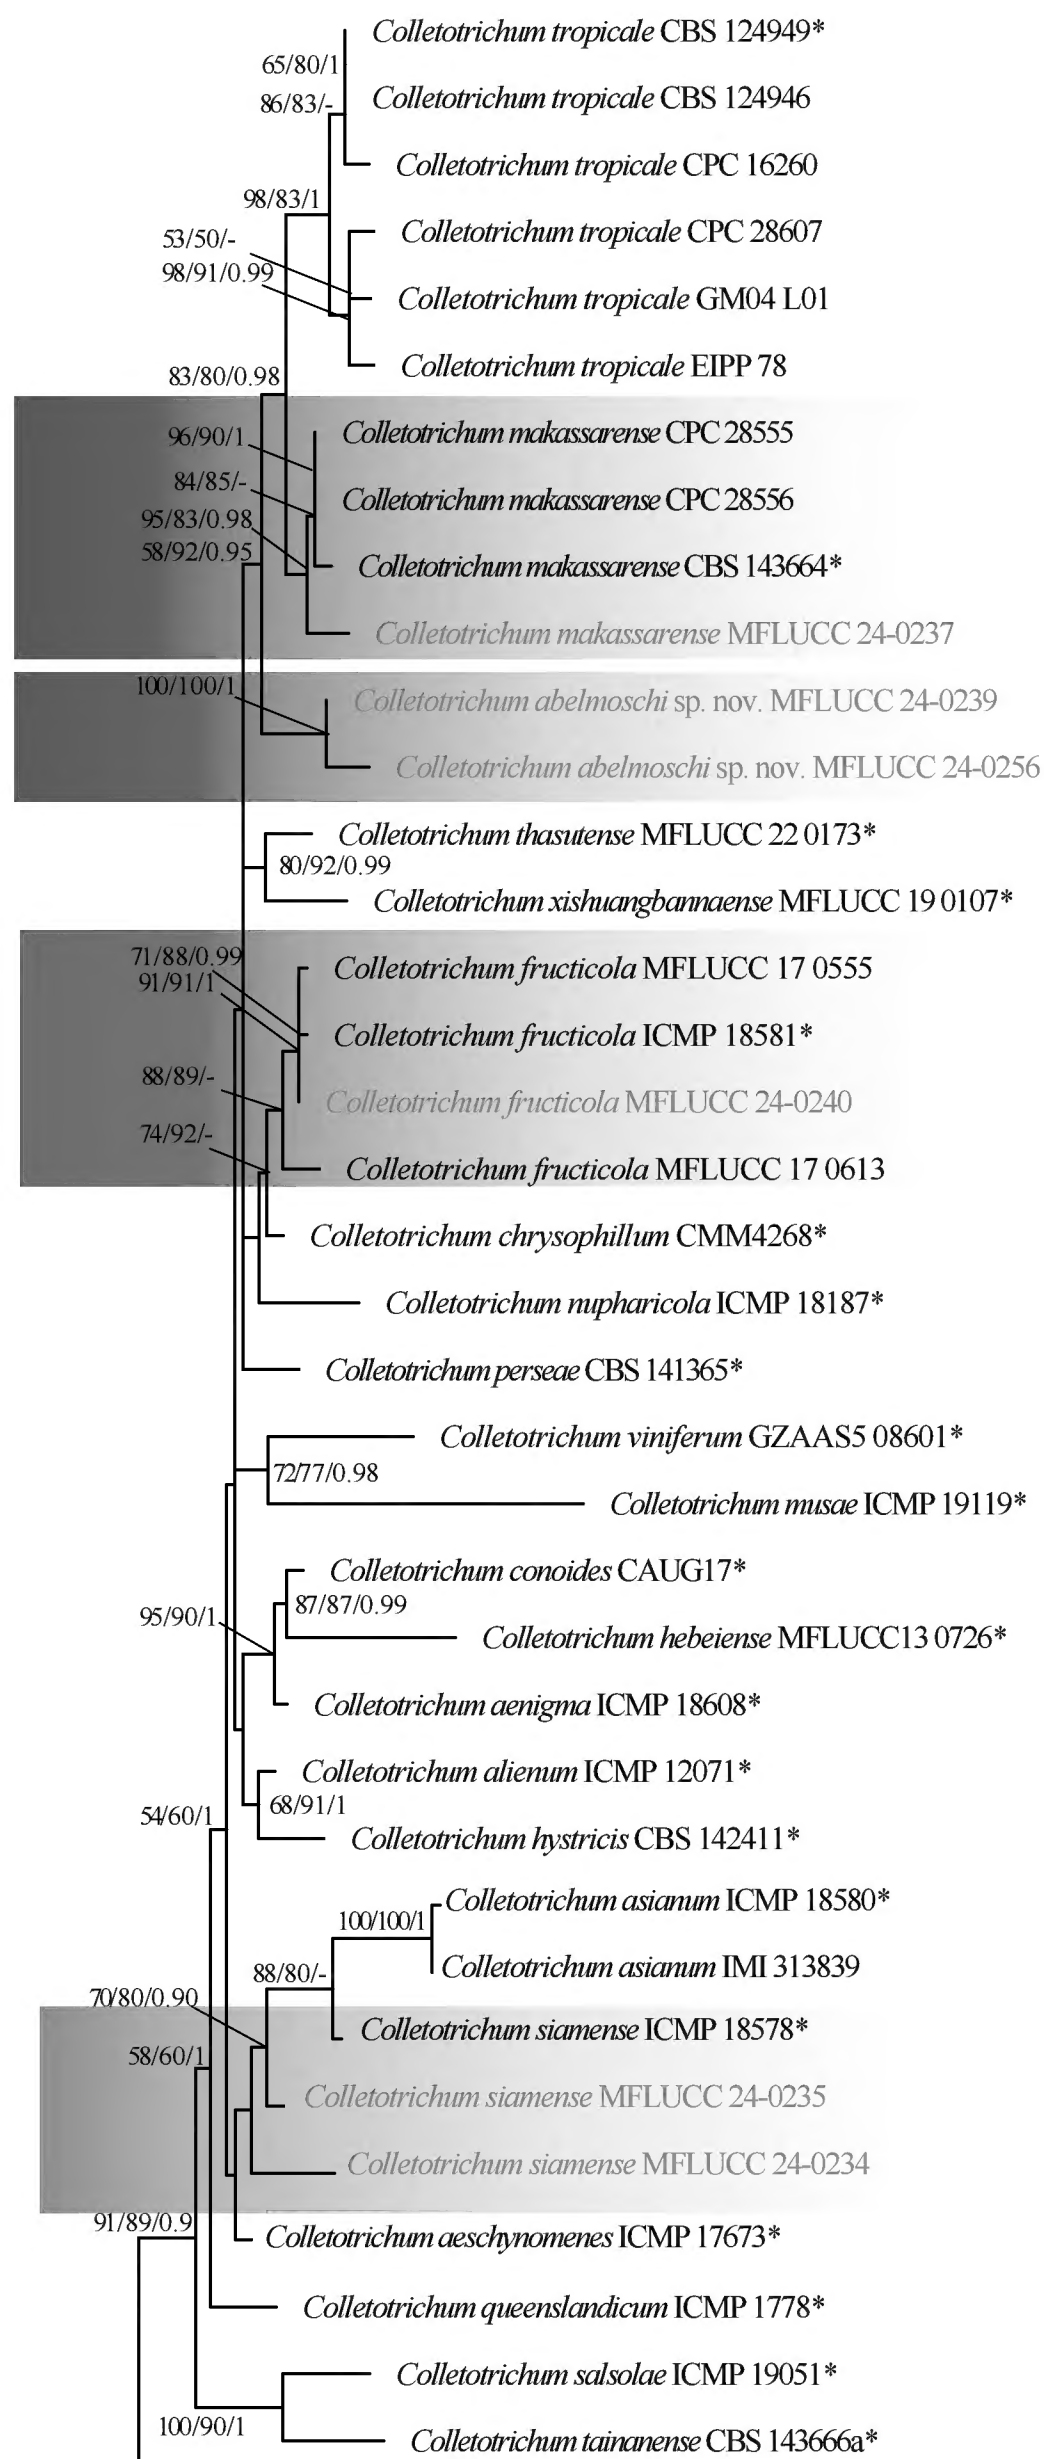 Colletotrichum tropicale CBS 124949*
65/80/1
86/83/-
Colletotrichum tropicale CBS 124946
Colletotrichum tropicale CPC 16260
98/83/1
Colletotrichum tropicale CPC 28607
53/50/-
98/91/0.99
Colletotrichum tropicale GM04 L01
Colletotrichum tropicale EIPP 78
83/80/0.98
Colletotrichum makassarense CPC 28555
96/90/1
84/85/-
Colletotrichum makassarense CPC 28556
95/83/0.98
58/92/0.95
Colletotrichum makassarense CBS 143664*
Colletotrichum makassarense MFLUCC 24-0237
100/100/1
Colletotrichum abelmoschi sp. nov. MFLUCC 24-0239
Colletotrichum abelmoschi sp. nov. MFLUCC 24-0256
Colletotrichum thasutense MFLUCC 22 0173*
80/92/0.99
Colletotrichum xishuangbannaense MFLUCC 19 0107*
71/88/0.99
91/91/1
Colletotrichum fructicola MFLUCC 17 0555
Colletotrichum fructicola ICMP 18581*
88/89/-
Colletotrichum fructicola MFLUCC 24-0240
74/92/-
Colletotrichum fructicola MFLUCC 17 0613
Colletotrichum chrysophillum CMM4268*
Colletotrichum nupharicola ICMP 18187*
Colletotrichum perseae CBS 141365*
Colletotrichum viniferum GZAAS5 08601*
72/77/0.98
Colletotrichum musae ICMP 19119*
Colletotrichum conoides CAUG17*
87/87/0.99
95/90/1
Colletotrichum hebeiense MFLUCC13 0726*
Colletotrichum aenigma ICMP 18608*
Colletotrichum alienum ICMP 12071*
68/91/1
54/60/1
Colletotrichum hystricis CBS 142411*
Colletotrichum asianum ICMP 18580*
100/100/1
Colletotrichum asianum IMI 313839
88/80/-
70/80/0.90
Colletotrichum siamense ICMP 18578*
58/60/1
Colletotrichum siamense MFLUCC 24-0235
Colletotrichum siamense MFLUCC 24-0234
91/89/0.9
Colletotrichum aeschynomenes ICMP 17673*
Colletotrichum queenslandicum ICMP 1778*
Colletotrichum salsolae ICMP 19051*
100/90/1
Colletotrichum tainanense CBS 143666a*